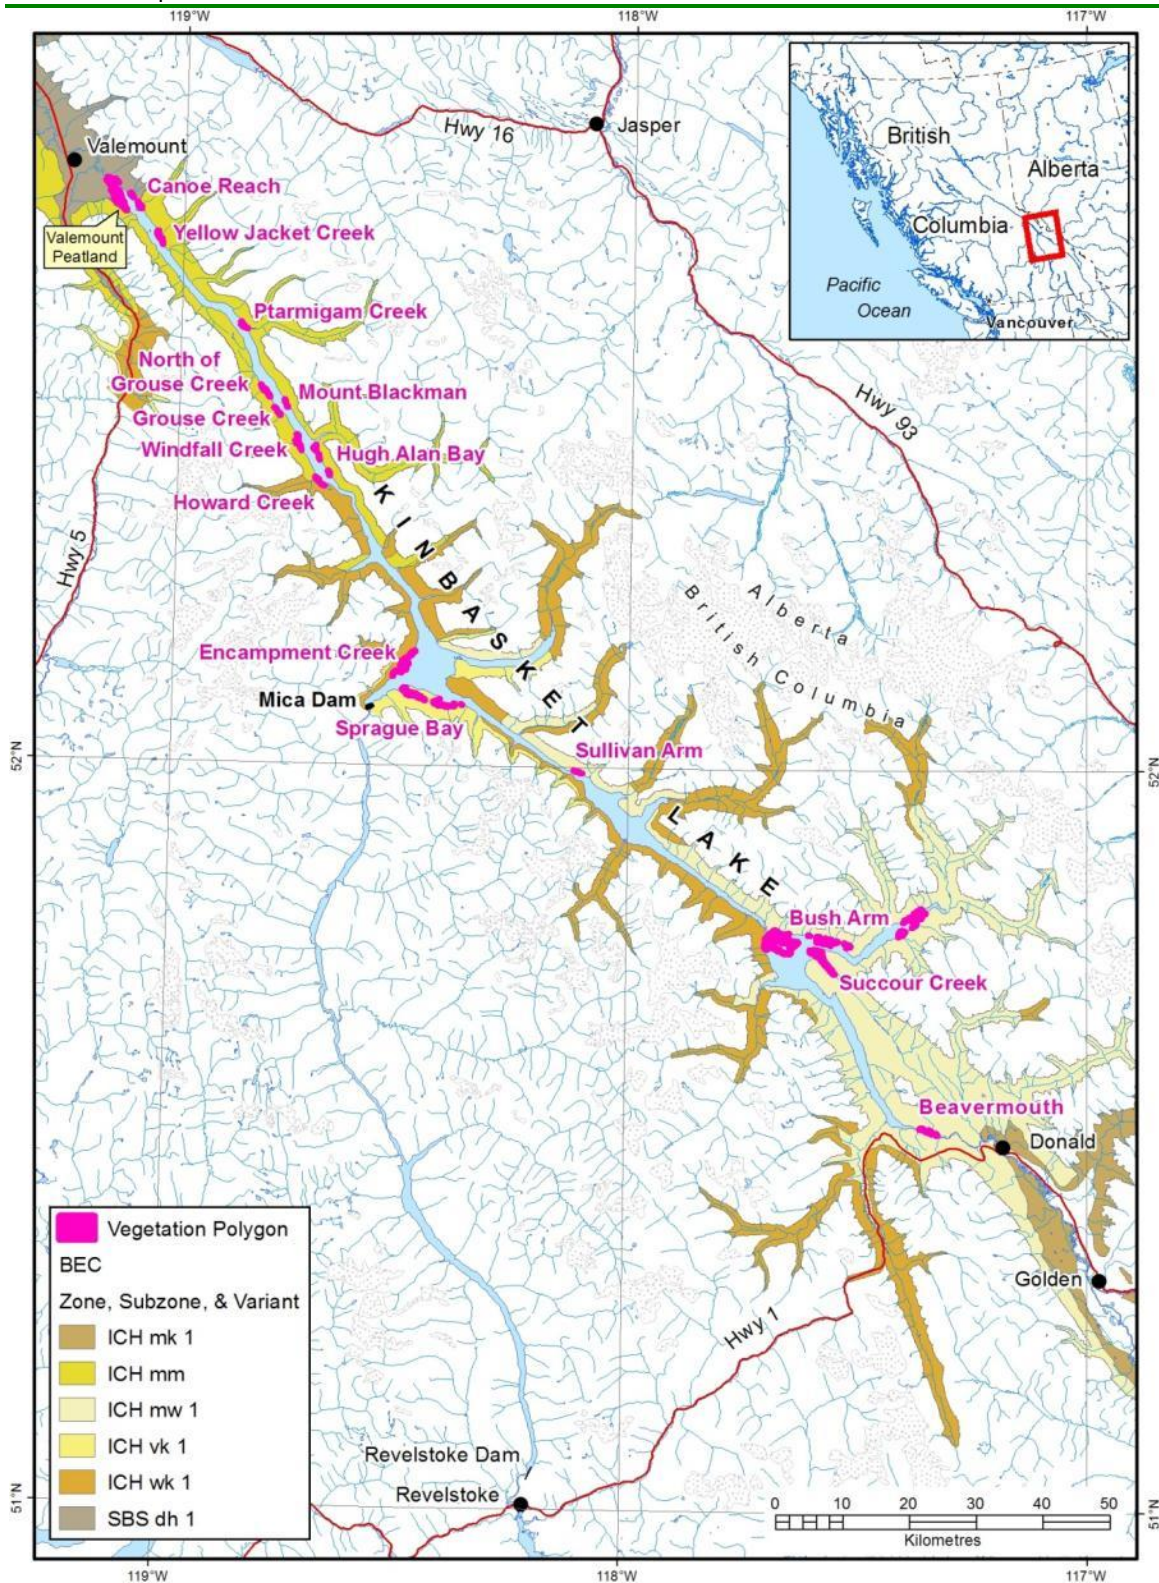 119°W
118°W
117°W
Hwy 16
Jasper
Valemount
Canoe Reach
Yellow Jacket Creek
Valemount
Peatland
Ptarmigam Creek
North of
Grouse Creek
Mount Blackman
Grouse Creek
Windfall Creek
Hugh Alan Bay
Howard Creek
Hwy 5
Hwy 93
British
Columbia
Alberta
Pacific
Ocean
Vancouver
KINBASKET
LAKE
Alberta
British Columbia
Encampment Creek
Mica Dam
Sprague Bay
Sullivan Arm
52°N
52°N
Bush Arm
Succour Creek
Beavermouth
Donald
Golden
Hwy 1
Revelstoke Dam
Revelstoke
51°N
51°N
Vegetation Polygon
BEC
Zone, Subzone, & Variant
ICH mk 1
ICH mm
ICH mw 1
ICH vk 1
ICH wk 1
SBS dh 1
0 5 10 20 30 40 50
Kilometres
119°W
118°W
117°W